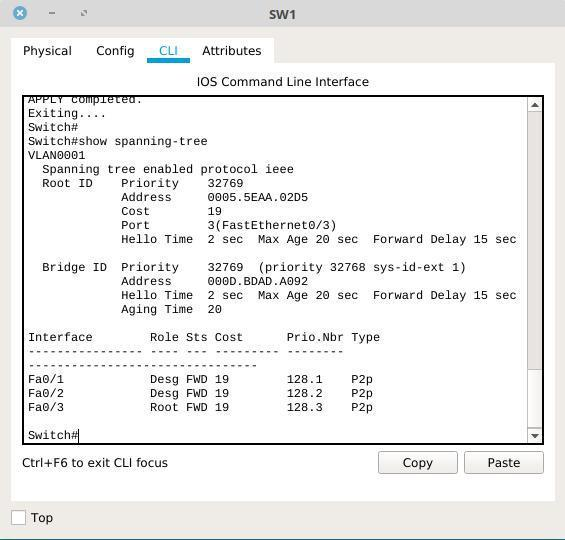 SW1
Physical Config CLI Attributes
IOS Command Line Interface
APPLY completed.
Exiting....
Switch#
Switch#show spanning-tree
VLAN0001
  Spanning tree enabled protocol ieee
  Root ID    Priority    32769
             Address     0005.5EAA.02D5
             Cost        19
             Port        3(FastEthernet0/3)
             Hello Time  2 sec  Max Age 20 sec  Forward Delay 15 sec

  Bridge ID  Priority    32769  (priority 32768 sys-id-ext 1)
             Address     000D.BDAD.A092
             Hello Time  2 sec  Max Age 20 sec  Forward Delay 15 sec
             Aging Time  20

Interface        Role Sts Cost      Prio.Nbr Type
---------------- ---- --- --------- --------
--------------------------------
Fa0/1            Desg FWD 19        128.1    P2p
Fa0/2            Desg FWD 19        128.2    P2p
Fa0/3            Root FWD 19        128.3    P2p

Switch#
Ctrl+F6 to exit CLI focus Copy Paste
Top